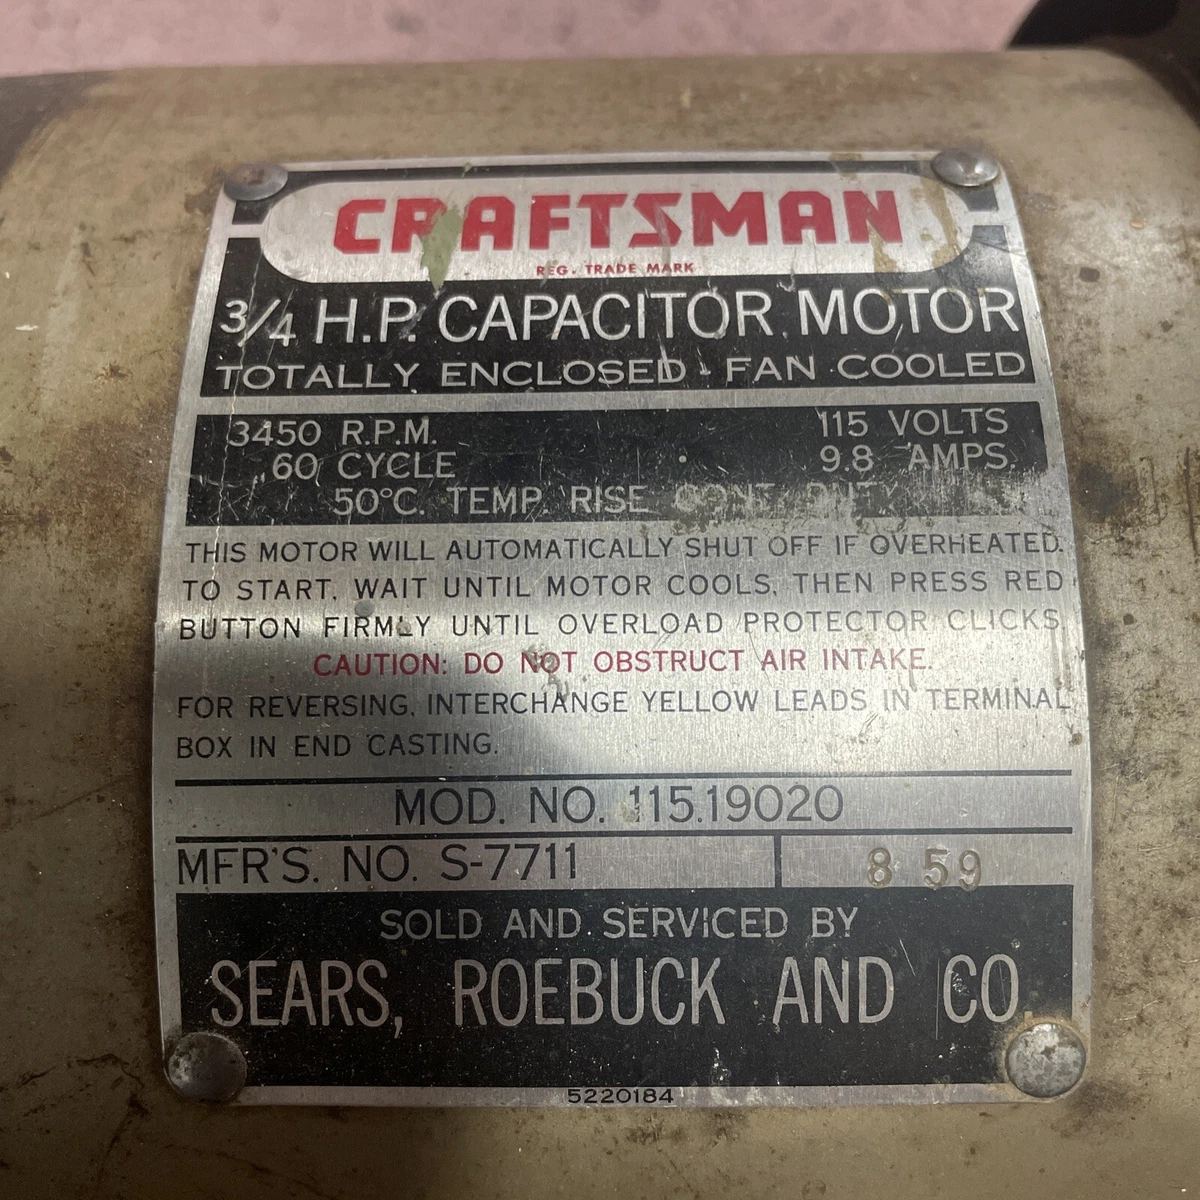 CRAFTSMAN
REG. TRADE MARK
3/4 H.P. CAPACITOR MOTOR
TOTALLY ENCLOSED - FAN COOLED
3450 R.P.M. 115 VOLTS
60 CYCLE 9.8 AMPS.
50°C. TEMP. RISE
THIS MOTOR WILL AUTOMATICALLY SHUT OFF IF OVERHEATED.
TO START, WAIT UNTIL MOTOR COOLS, THEN PRESS RED
BUTTON FIRMLY UNTIL OVERLOAD PROTECTOR CLICKS.
CAUTION: DO NOT OBSTRUCT AIR INTAKE.
FOR REVERSING, INTERCHANGE YELLOW LEADS IN TERMINAL
BOX IN END CASTING.
MOD. NO. 115.19020
MFR'S. NO. S-7711 8 59
SOLD AND SERVICED BY
SEARS, ROEBUCK AND CO.
5220184